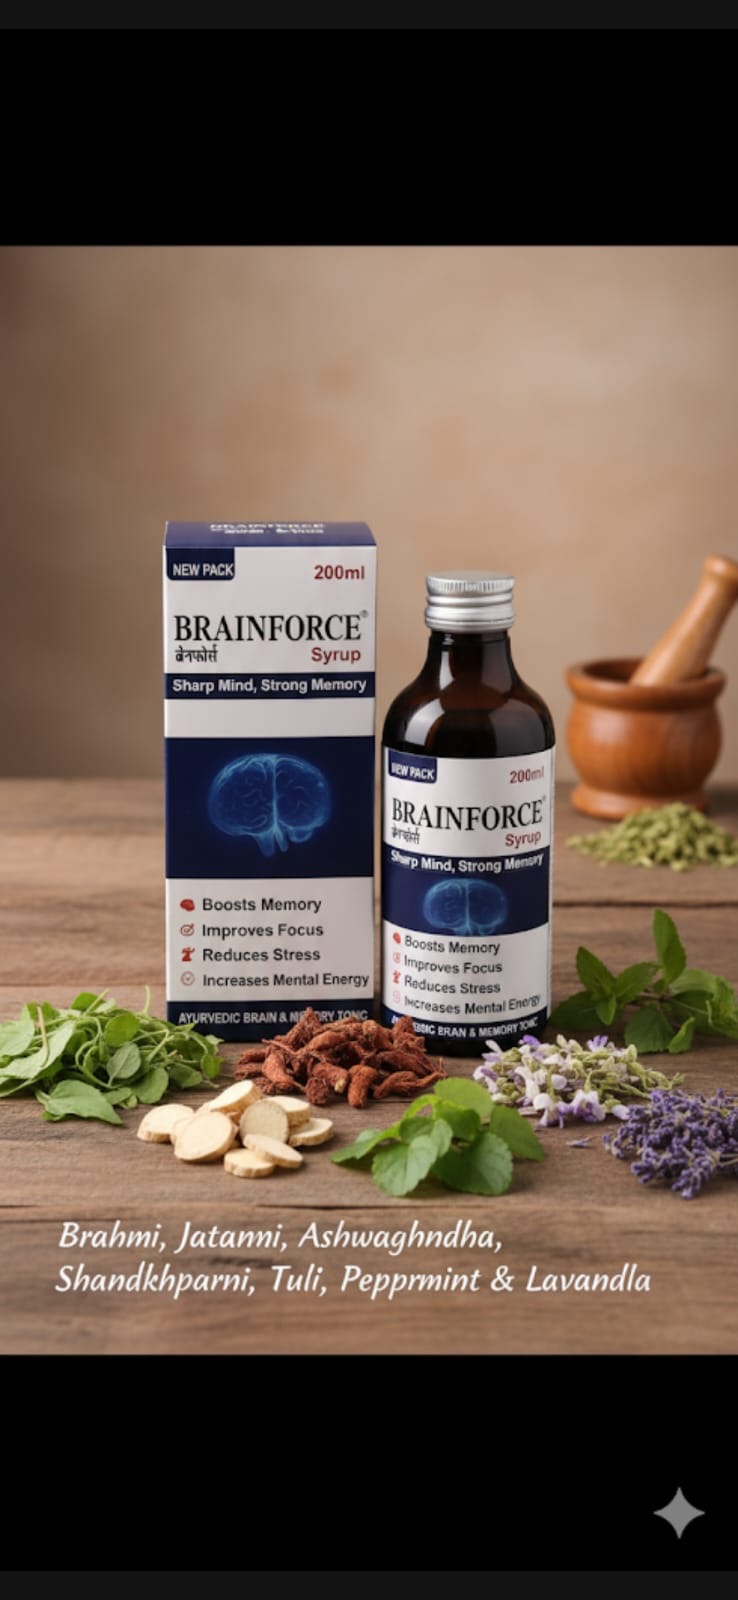 NEW PACK
200ml
BRAINFORCE®
ब्रेनफोर्स
Syrup
Sharp Mind, Strong Memory
Boosts Memory
Improves Focus
Reduces Stress
Increases Mental Energy
AYURVEDIC BRAIN & MEMORY TONIC
NEW PACK
200ml
BRAINFORCE
Syrup
Sharp Mind, Strong Memory
Boosts Memory
Improves Focus
Reduces Stress
Increases Mental Energy
BRAN & MEMORY TONIC
Brahmi, Jatanni, Ashwaghndha,
Shandkhparni, Tuli, Pepprmint & Lavandla